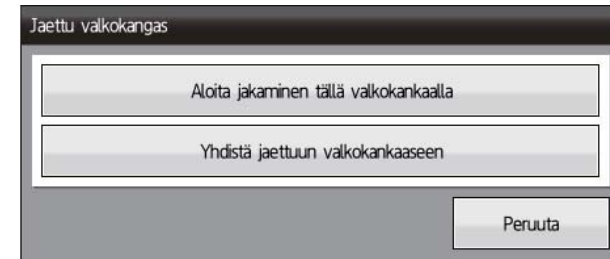 Jaettu valkokangas
Aloita jakaminen tällä valkokankaalla
Yhdistä jaettuun valkokankaaseen
Peruuta